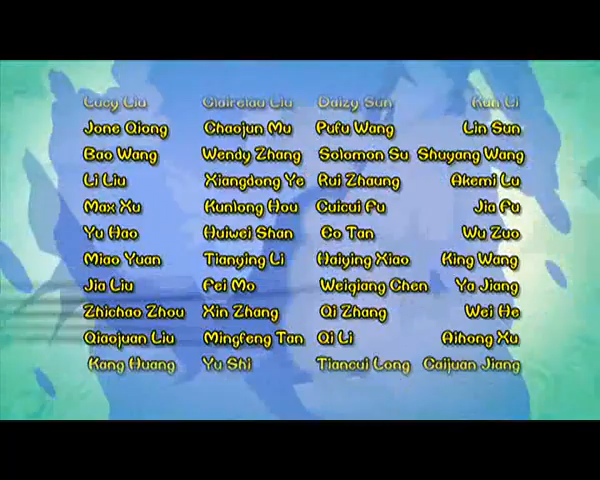 Lucy Liu Clairelau Liu Daizy Sun Kun Li
Jone Qiong Chaojun Mu Pufu Wang Lin Sun
Bao Wang Wendy Zhang Solomon Su Shuyang Wang
Li Liu Xiangdong Ye Rui Zhaung Akemi Lu
Max Xu Kunlong Hou Cuicui Fu Jia Fu
Yu Hao Huiwei Shan Bo Tan Wu Zuo
Miao Yuan Tianying Li Haiying Xiao King Wang
Jia Liu Fei Mo Weiqiang Chen Ya Jiang
Zhichao Zhou Xin Zhang Qi Zhang Wei He
Qiaojuan Liu Mingfeng Tan Qi Li Aihong Xu
Kang Huang Yu Shi Tiancui Long Caijuan Jiang